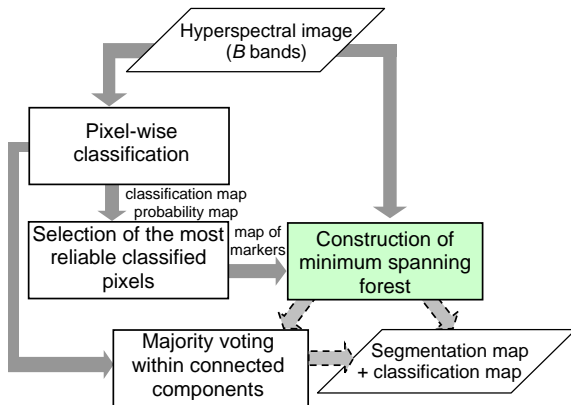 Hyperspectral image
(B bands)
Pixel-wise
classification
classification map
probability map
Selection of the most
reliable classified
pixels
map of
markers
Construction of
minimum spanning
forest
Majority voting
within connected
components
Segmentation map
+ classification map